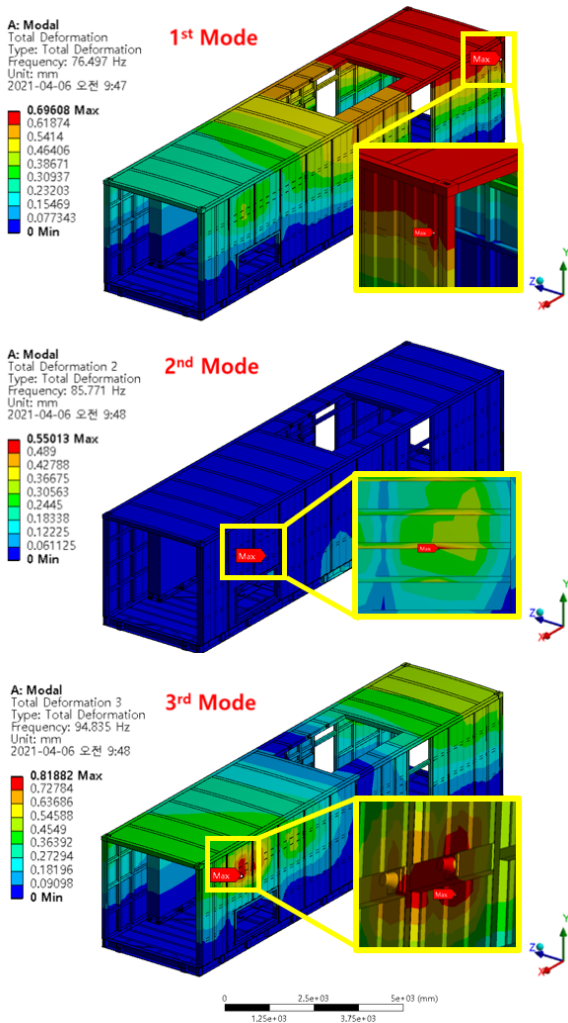 A: Modal
Total Deformation
Type: Total Deformation
Frequency: 76.497 Hz
Unit: mm
2021-04-06 오전 9:47
1st Mode
0.69608 Max
0.61874
0.5414
0.46406
0.38671
0.30937
0.23203
0.15469
0.077343
0 Min
Max
Max
Y
Z
X
A: Modal
Total Deformation 2
Type: Total Deformation
Frequency: 85.771 Hz
Unit: mm
2021-04-06 오전 9:48
2nd Mode
0.55013 Max
0.489
0.42788
0.36675
0.30563
0.2445
0.18338
0.12225
0.061125
0 Min
Max
Max
Y
Z
X
A: Modal
Total Deformation 3
Type: Total Deformation
Frequency: 94.835 Hz
Unit: mm
2021-04-06 오전 9:48
3rd Mode
0.81882 Max
0.72784
0.63686
0.54588
0.4549
0.36392
0.27294
0.18196
0.09098
0 Min
Max
Max
Y
Z
X
0 2.5e+03 5e+03 (mm)
1.25e+03 3.75e+03